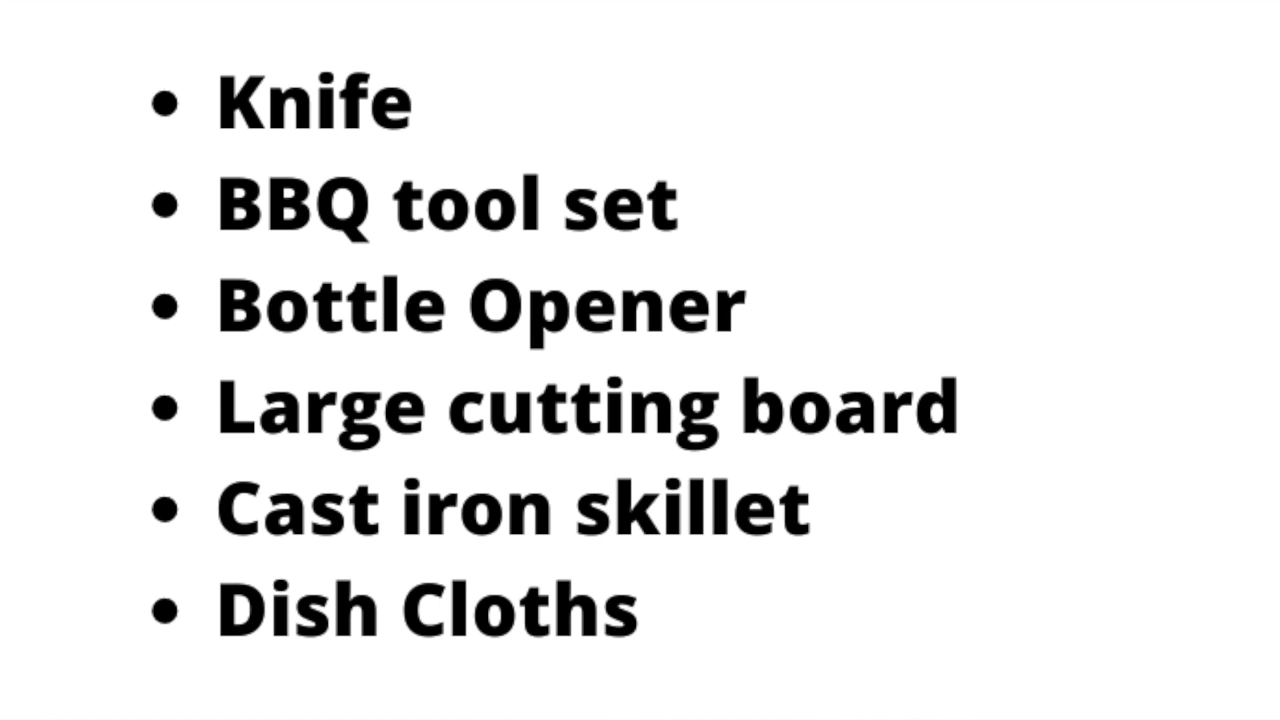 • Knife
• BBQ tool set
• Bottle Opener
• Large cutting board
• Cast iron skillet
• Dish Cloths